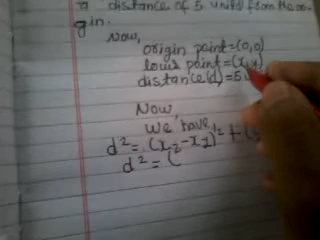 a distance of 5 units from the o-
gin.
Now,
origin point = (0,0)
locus point = (x,y)
distance(d) = 5
Now,
We have,
d² = (x₂-x₁)² + (y
d² = (